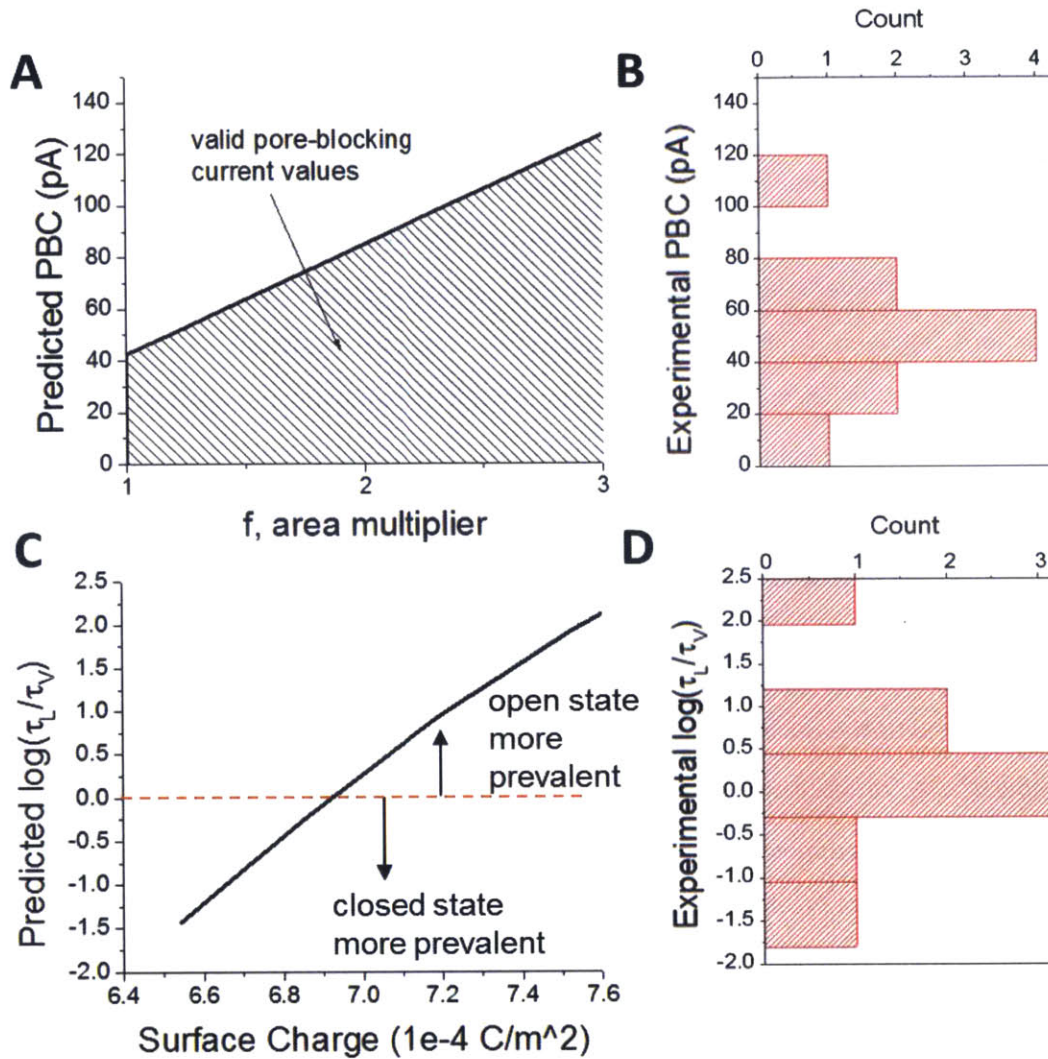 A
Predicted PBC (pA)
140
120
100
80
60
40
20
0
valid pore-blocking
current values
1
2
3
f, area multiplier
B
Count
0
1
2
3
4
Experimental PBC (pA)
140
120
100
80
60
40
20
0
C
Predicted log(τL/τV)
2.5
2.0
1.5
1.0
0.5
0.0
-0.5
-1.0
-1.5
-2.0
open state
more
prevalent
closed state
more prevalent
6.4
6.6
6.8
7.0
7.2
7.4
7.6
Surface Charge (1e-4 C/m^2)
D
Count
0
1
2
3
Experimental log(τL/τV)
2.5
2.0
1.0
0.5
0.0
-0.5
-1.0
-1.5
-2.0